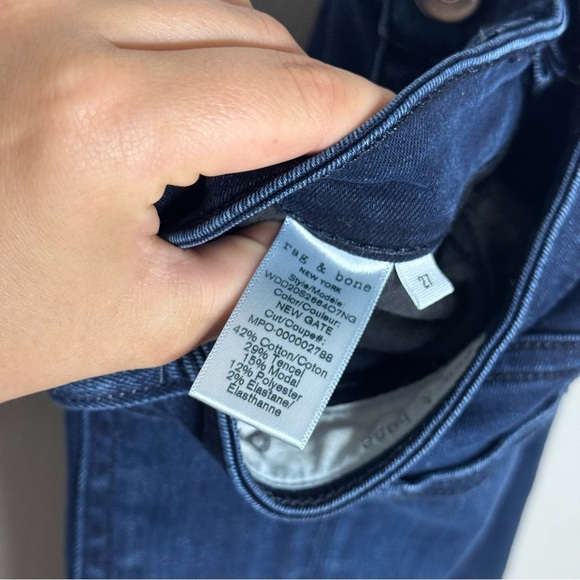 rag & bone
NEW YORK
Style/Modèle:
WDD20S2664O7NG
Color/Couleur:
NEW GATE
Cut/Coupe#:
MPO-000002788
42% Cotton/Coton
29% Tencel
15% Modal
12% Polyester
2% Elastane/
Elasthanne
27